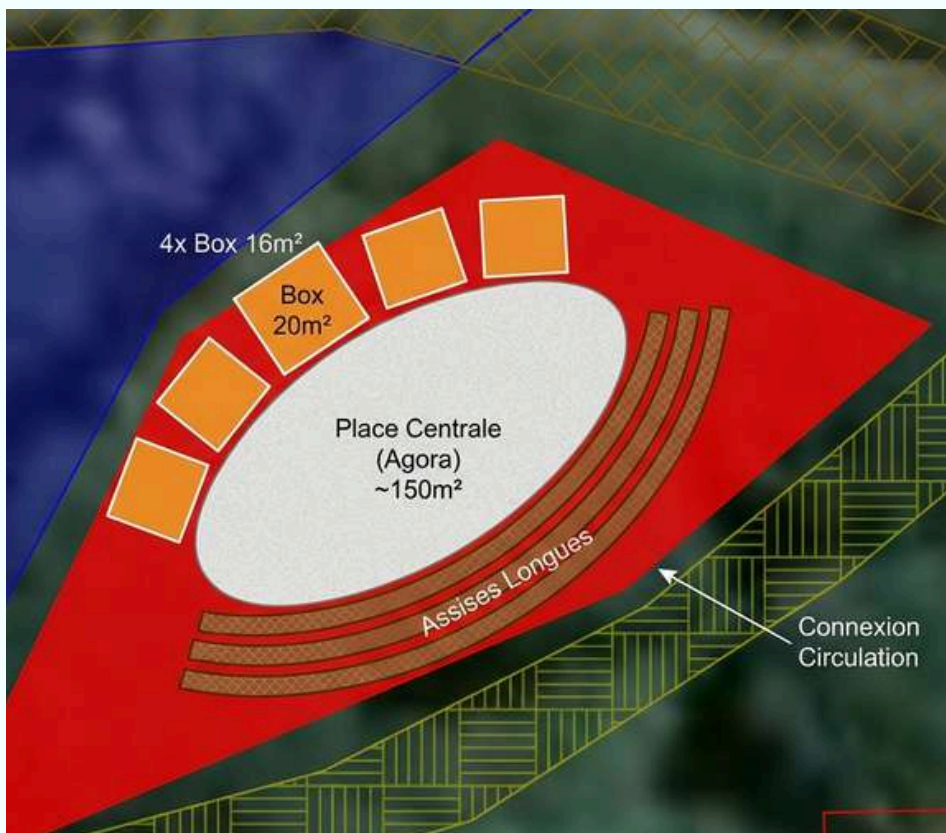 4x Box 16m²
Box
20m²
Place Centrale
(Agora)
~150m²
Assises Longues
Connexion
Circulation